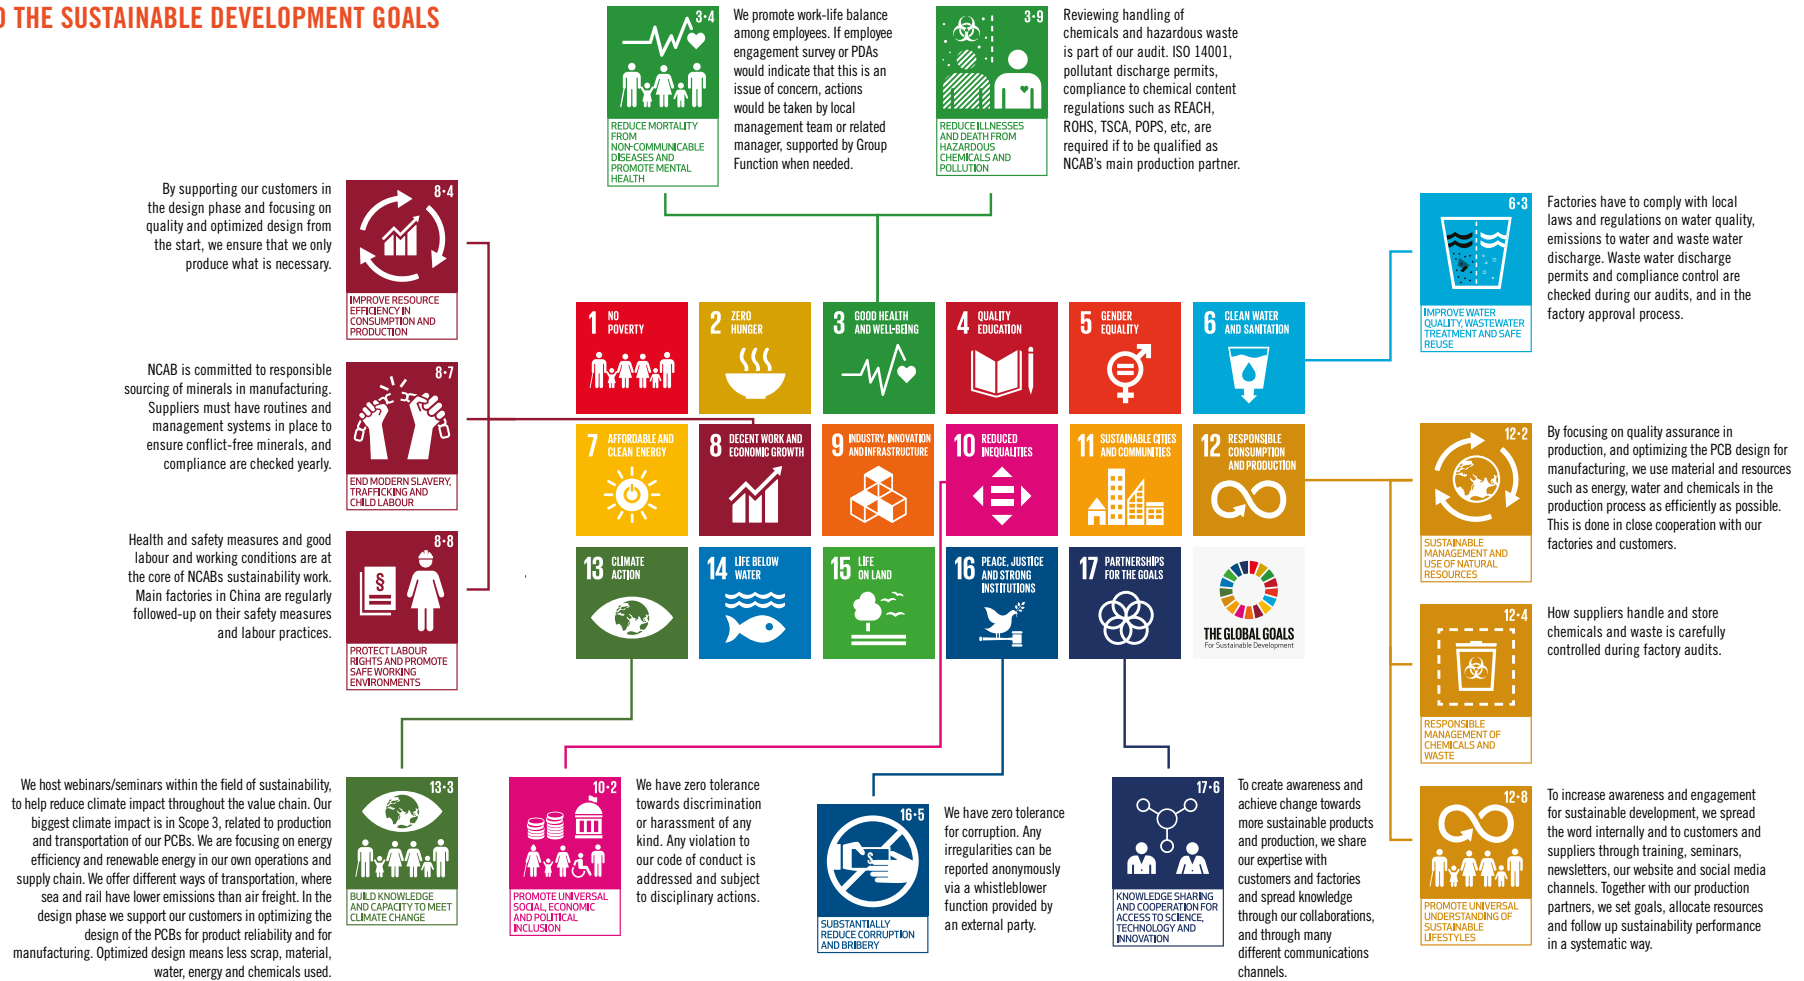 THE SUSTAINABLE DEVELOPMENT GOALS
3·4
REDUCE MORTALITY
FROM
NON-COMMUNICABLE
DISEASES AND
PROMOTE MENTAL
HEALTH
We promote work-life balance
among employees. If employee
engagement survey or PDAs
would indicate that this is an
issue of concern, actions
would be taken by local
management team or related
manager, supported by Group
Function when needed.
3·9
REDUCE ILLNESSES
AND DEATH FROM
HAZARDOUS
CHEMICALS AND
POLLUTION
Reviewing handling of
chemicals and hazardous waste
is part of our audit. ISO 14001,
pollutant discharge permits,
compliance to chemical content
regulations such as REACH,
ROHS, TSCA, POPS, etc, are
required if to be qualified as
NCAB's main production partner.
By supporting our customers in
the design phase and focusing on
quality and optimized design from
the start, we ensure that we only
produce what is necessary.
8·4
IMPROVE RESOURCE
EFFICIENCY IN
CONSUMPTION AND
PRODUCTION
NCAB is committed to responsible
sourcing of minerals in manufacturing.
Suppliers must have routines and
management systems in place to
ensure conflict-free minerals, and
compliance are checked yearly.
8·7
END MODERN SLAVERY,
TRAFFICKING AND
CHILD LABOUR
Health and safety measures and good
labour and working conditions are at
the core of NCABs sustainability work.
Main factories in China are regularly
followed-up on their safety measures
and labour practices.
8·8
§
PROTECT LABOUR
RIGHTS AND PROMOTE
SAFE WORKING
ENVIRONMENTS
6·3
IMPROVE WATER
QUALITY, WASTEWATER
TREATMENT AND SAFE
REUSE
Factories have to comply with local
laws and regulations on water quality,
emissions to water and waste water
discharge. Waste water discharge
permits and compliance control are
checked during our audits, and in the
factory approval process.
1 NO
POVERTY
2 ZERO
HUNGER
3 GOOD HEALTH
AND WELL-BEING
4 QUALITY
EDUCATION
5 GENDER
EQUALITY
6 CLEAN WATER
AND SANITATION
7 AFFORDABLE AND
CLEAN ENERGY
8 DECENT WORK AND
ECONOMIC GROWTH
9 INDUSTRY, INNOVATION
AND INFRASTRUCTURE
10 REDUCED
INEQUALITIES
11 SUSTAINABLE CITIES
AND COMMUNITIES
12 RESPONSIBLE
CONSUMPTION
AND PRODUCTION
13 CLIMATE
ACTION
14 LIFE BELOW
WATER
15 LIFE
ON LAND
16 PEACE, JUSTICE
AND STRONG
INSTITUTIONS
17 PARTNERSHIPS
FOR THE GOALS
THE GLOBAL GOALS
For Sustainable Development
12·2
SUSTAINABLE
MANAGEMENT AND
USE OF NATURAL
RESOURCES
By focusing on quality assurance in
production, and optimizing the PCB design for
manufacturing, we use material and resources
such as energy, water and chemicals in the
production process as efficiently as possible.
This is done in close cooperation with our
factories and customers.
12·4
RESPONSIBLE
MANAGEMENT OF
CHEMICALS AND
WASTE
How suppliers handle and store
chemicals and waste is carefully
controlled during factory audits.
12·8
PROMOTE UNIVERSAL
UNDERSTANDING OF
SUSTAINABLE
LIFESTYLES
To increase awareness and engagement
for sustainable development, we spread
the word internally and to customers and
suppliers through training, seminars,
newsletters, our website and social media
channels. Together with our production
partners, we set goals, allocate resources
and follow up sustainability performance
in a systematic way.
We host webinars/seminars within the field of sustainability,
to help reduce climate impact throughout the value chain. Our
biggest climate impact is in Scope 3, related to production
and transportation of our PCBs. We are focusing on energy
efficiency and renewable energy in our own operations and
supply chain. We offer different ways of transportation, where
sea and rail have lower emissions than air freight. In the
design phase we support our customers in optimizing the
design of the PCBs for product reliability and for
manufacturing. Optimized design means less scrap, material,
water, energy and chemicals used.
13·3
BUILD KNOWLEDGE
AND CAPACITY TO MEET
CLIMATE CHANGE
10·2
PROMOTE UNIVERSAL
SOCIAL, ECONOMIC
AND POLITICAL
INCLUSION
We have zero tolerance
towards discrimination
or harassment of any
kind. Any violation to
our code of conduct is
addressed and subject
to disciplinary actions.
16·5
$
SUBSTANTIALLY
REDUCE CORRUPTION
AND BRIBERY
We have zero tolerance
for corruption. Any
irregularities can be
reported anonymously
via a whistleblower
function provided by
an external party.
17·6
KNOWLEDGE SHARING
AND COOPERATION FOR
ACCESS TO SCIENCE,
TECHNOLOGY AND
INNOVATION
To create awareness and
achieve change towards
more sustainable products
and production, we share
our expertise with
customers and factories
and spread knowledge
through our collaborations,
and through many
different communications
channels.